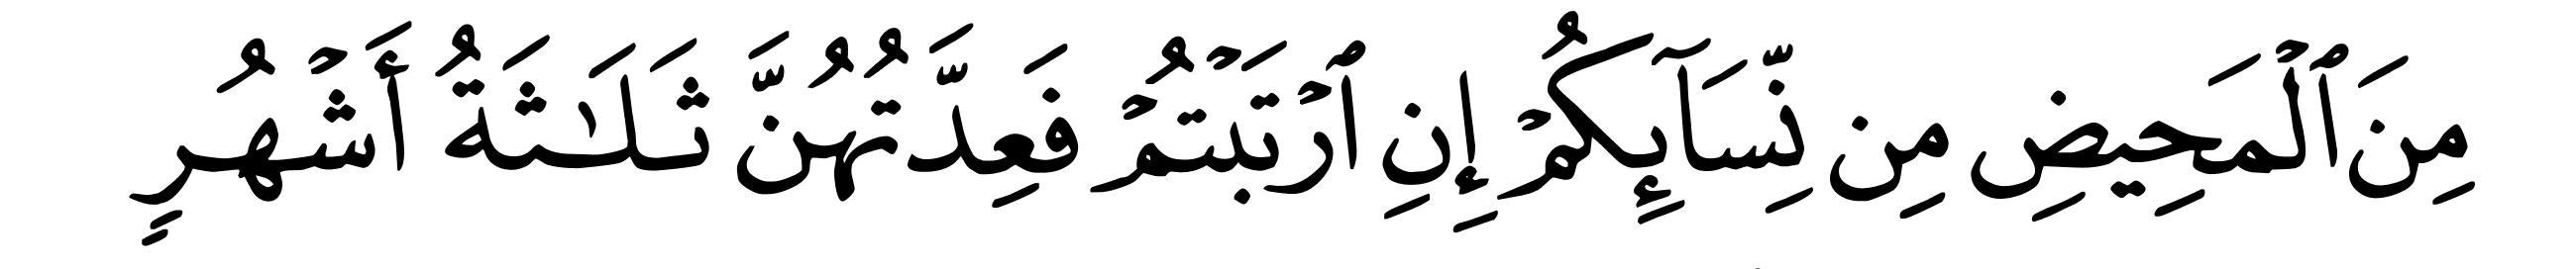 مِنَ ٱلۡمَحِيضِ مِن نِّسَآئِكُمۡ إِنِ ٱرۡتَبۡتُمۡ فَعِدَّتُهُنَّ ثَلَٰثَةُ أَشۡهُرٍ